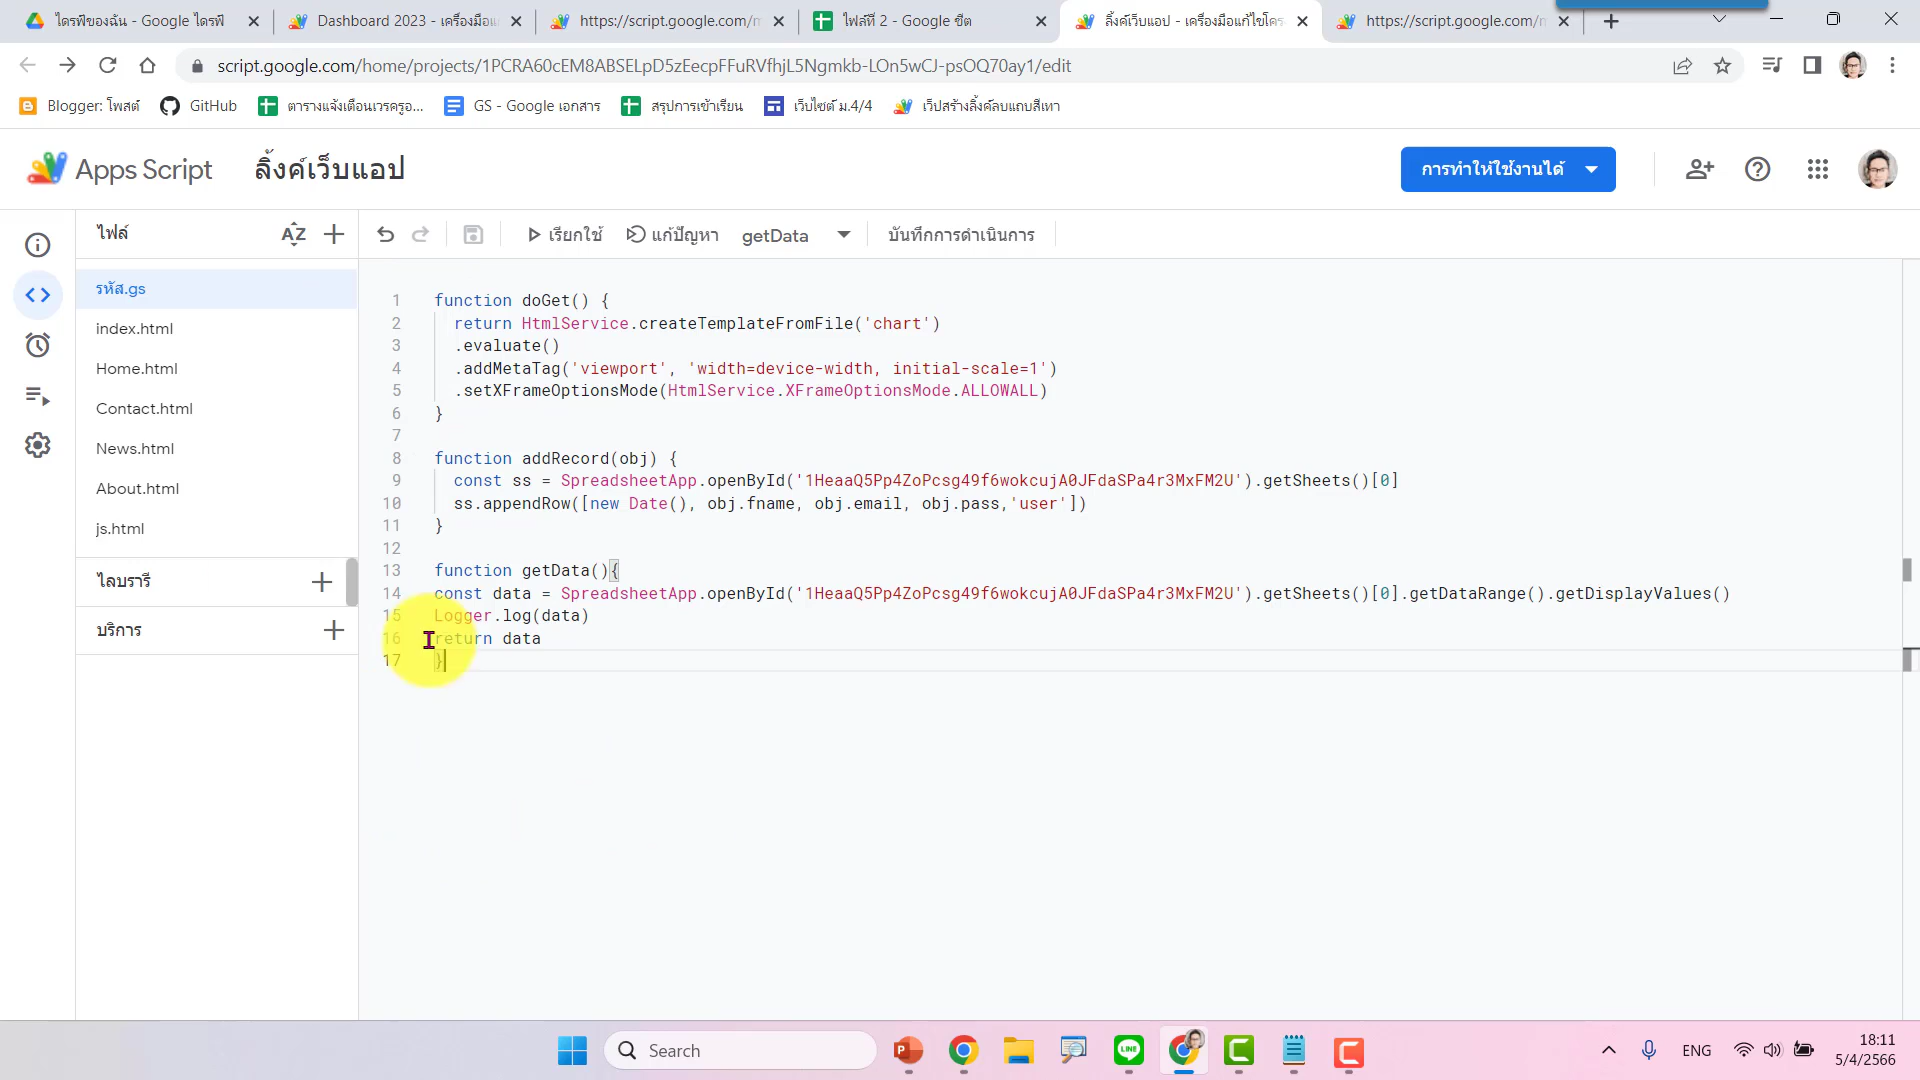 ไดรฟ์ของฉัน - Google ไดรฟ์
Dashboard 2023 - เครื่องมือแ
https://script.google.com/m
ไฟล์ที่ 2 - Google ชีต
ลิ้งค์เว็บแอป - เครื่องมือแก้ไขโคร
https://script.google.com/m
script.google.com/home/projects/1PCRA60cEM8ABSELpD5zEecpFFuRVfhjL5Ngmkb-LOn5wCJ-psOQ70ay1/edit
Blogger: โพสต์
GitHub
ตารางแจ้งเตือนเวรครูอ...
GS - Google เอกสาร
สรุปการเข้าเรียน
เว็บไซต์ ม.4/4
เว็ปสร้างลิ้งค์ลบแถบสีเทา
Apps Script
ลิ้งค์เว็บแอป
การทำให้ใช้งานได้
ไฟล์
AZ
เรียกใช้
แก้ปัญหา
getData
บันทึกการดำเนินการ
รหัส.gs
index.html
Home.html
Contact.html
News.html
About.html
js.html
ไลบรารี
บริการ
1 function doGet() {
2 return HtmlService.createTemplateFromFile('chart')
3 .evaluate()
4 .addMetaTag('viewport', 'width=device-width, initial-scale=1')
5 .setXFrameOptionsMode(HtmlService.XFrameOptionsMode.ALLOWALL)
6 }
7
8 function addRecord(obj) {
9 const ss = SpreadsheetApp.openById('1HeaaQ5Pp4ZoPcsg49f6wokcujA0JFdaSPa4r3MxFM2U').getSheets()[0]
10 ss.appendRow([new Date(), obj.fname, obj.email, obj.pass,'user'])
11 }
12
13 function getData(){
14 const data = SpreadsheetApp.openById('1HeaaQ5Pp4ZoPcsg49f6wokcujA0JFdaSPa4r3MxFM2U').getSheets()[0].getDataRange().getDisplayValues()
15 Logger.log(data)
16 return data
17 }
Search
LINE
ENG
18:11
5/4/2566